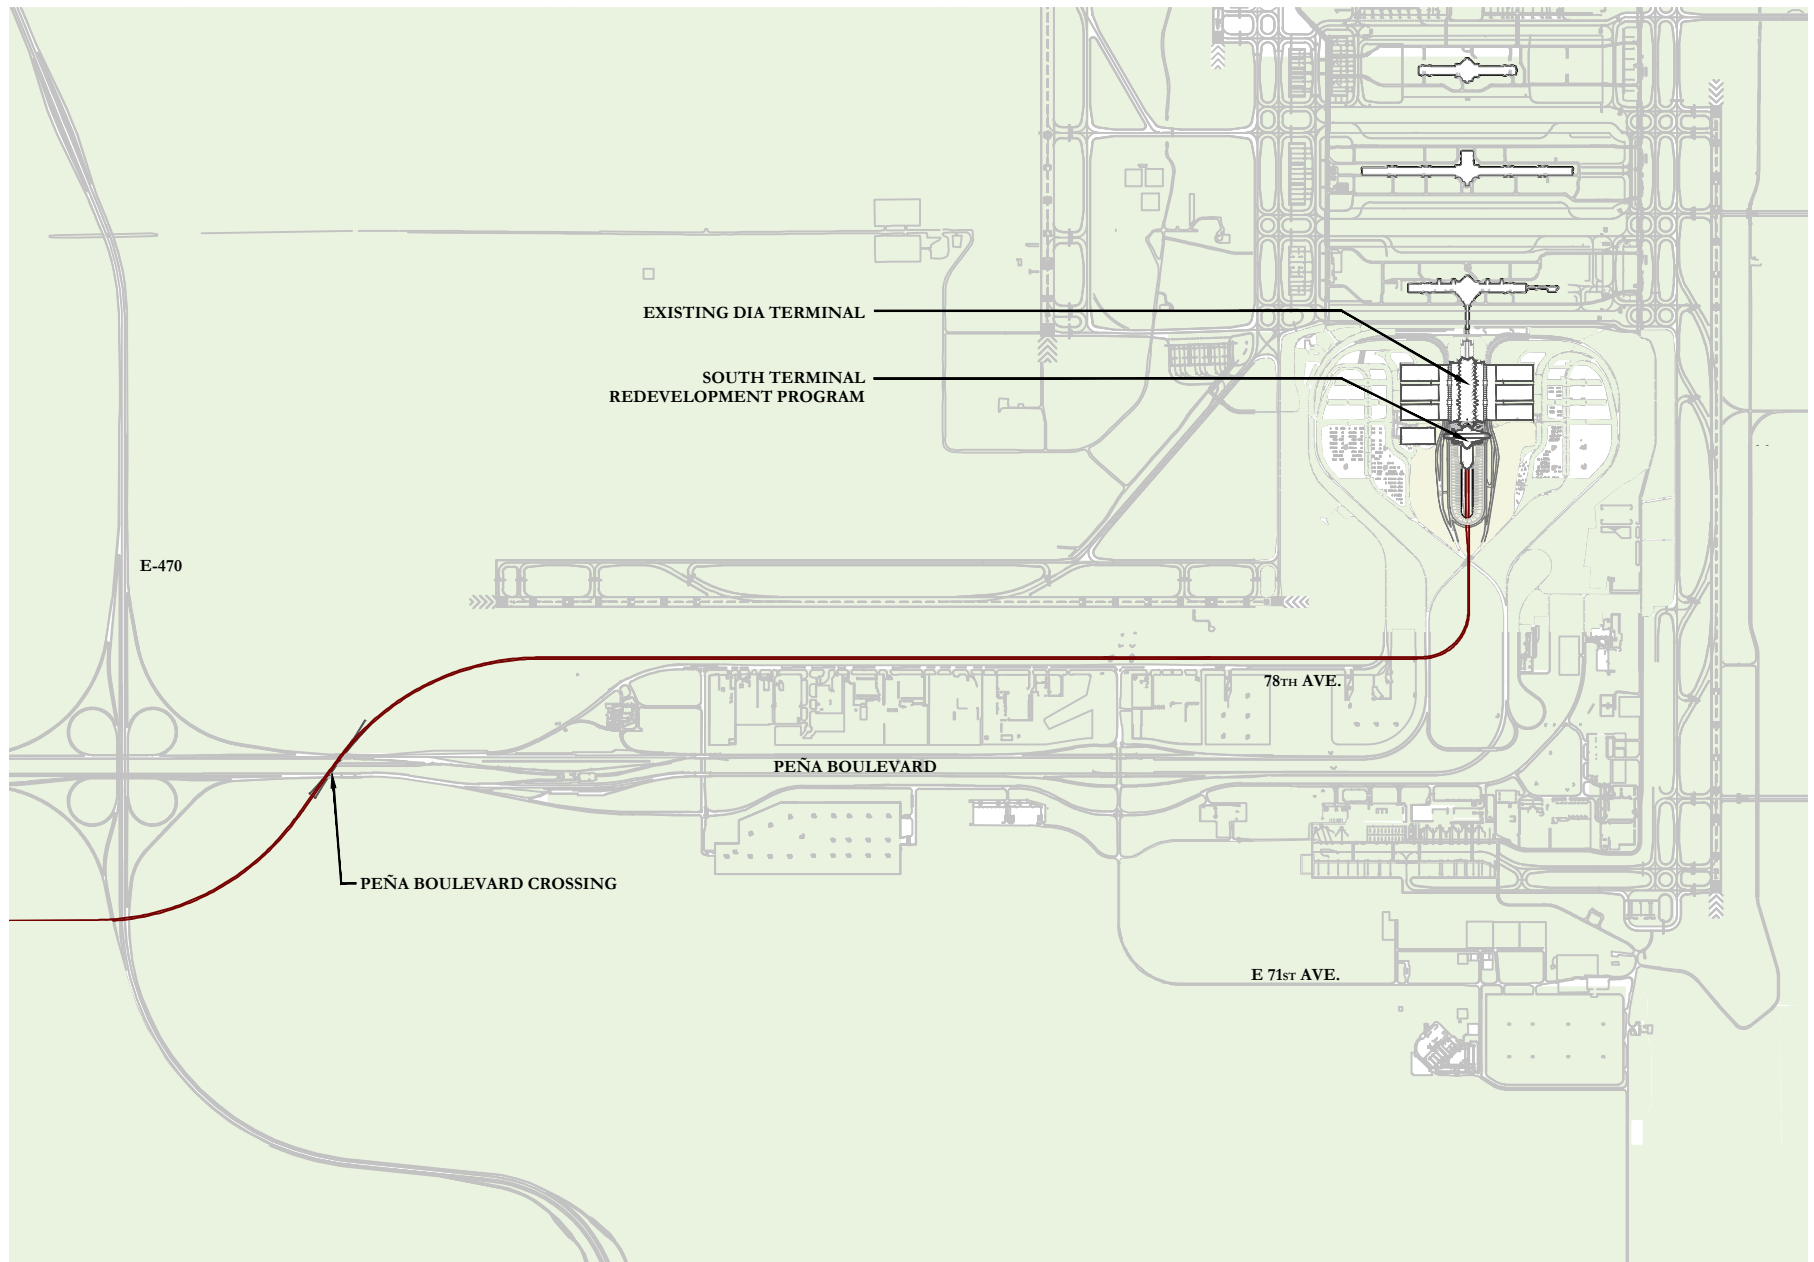 EXISTING DIA TERMINAL
SOUTH TERMINAL
REDEVELOPMENT PROGRAM
E-470
78TH AVE.
PEÑA BOULEVARD
PEÑA BOULEVARD CROSSING
E 71ST AVE.